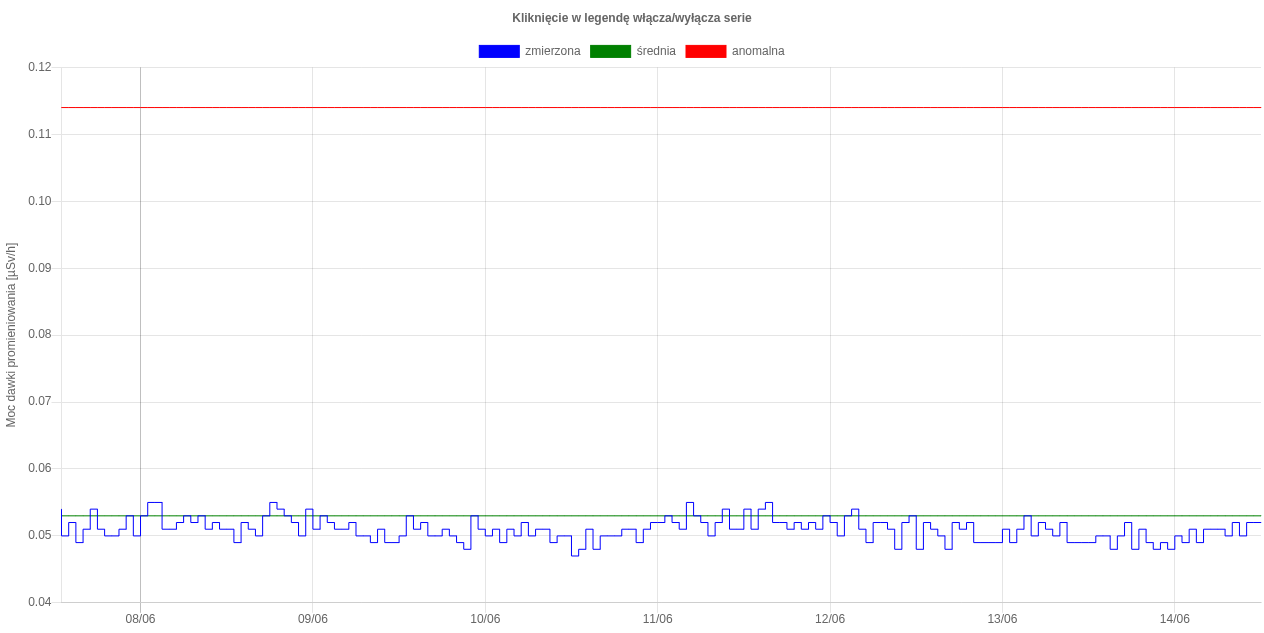 Kliknięcie w legendę włącza/wyłącza serie
zmierzona średnia anomalna
Moc dawki promieniowania [µSv/h]
0.12
0.11
0.10
0.09
0.08
0.07
0.06
0.05
0.04
08/06 09/06 10/06 11/06 12/06 13/06 14/06